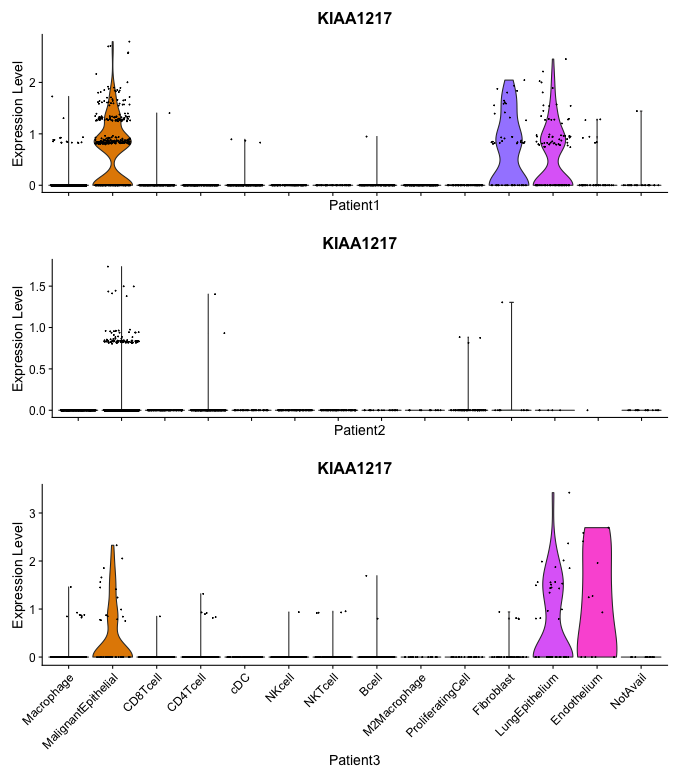 KIAA1217
Expression Level
2
1
0
Patient1
KIAA1217
Expression Level
1.5
1.0
0.5
0.0
Patient2
KIAA1217
Expression Level
3
2
1
0
Macrophage
MalignantEpithelial
CD8Tcell
CD4Tcell
cDC
NKcell
NKTcell
Bcell
M2Macrophage
ProliferatingCell
Fibroblast
LungEpithelium
Endothelium
NotAvail
Patient3